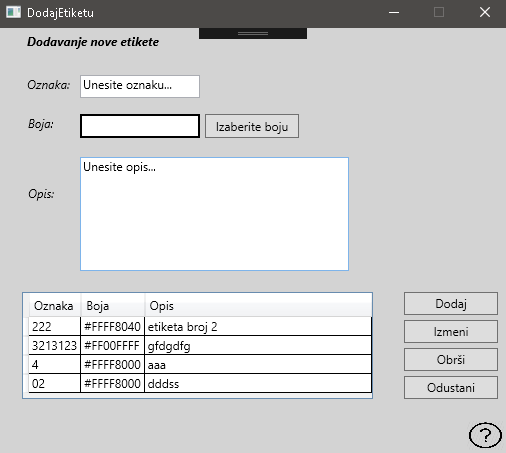 DodajEtiketu
Dodavanje nove etikete
Oznaka: Unesite oznaku...
Boja: Izaberite boju
Opis: Unesite opis...
Oznaka Boja Opis
222 #FFFF8040 etiketa broj 2
3213123 #FF00FFFF gfdgdfg
4 #FFFF8000 aaa
02 #FFFF8000 dddss
Dodaj
Izmeni
Obrši
Odustani
?